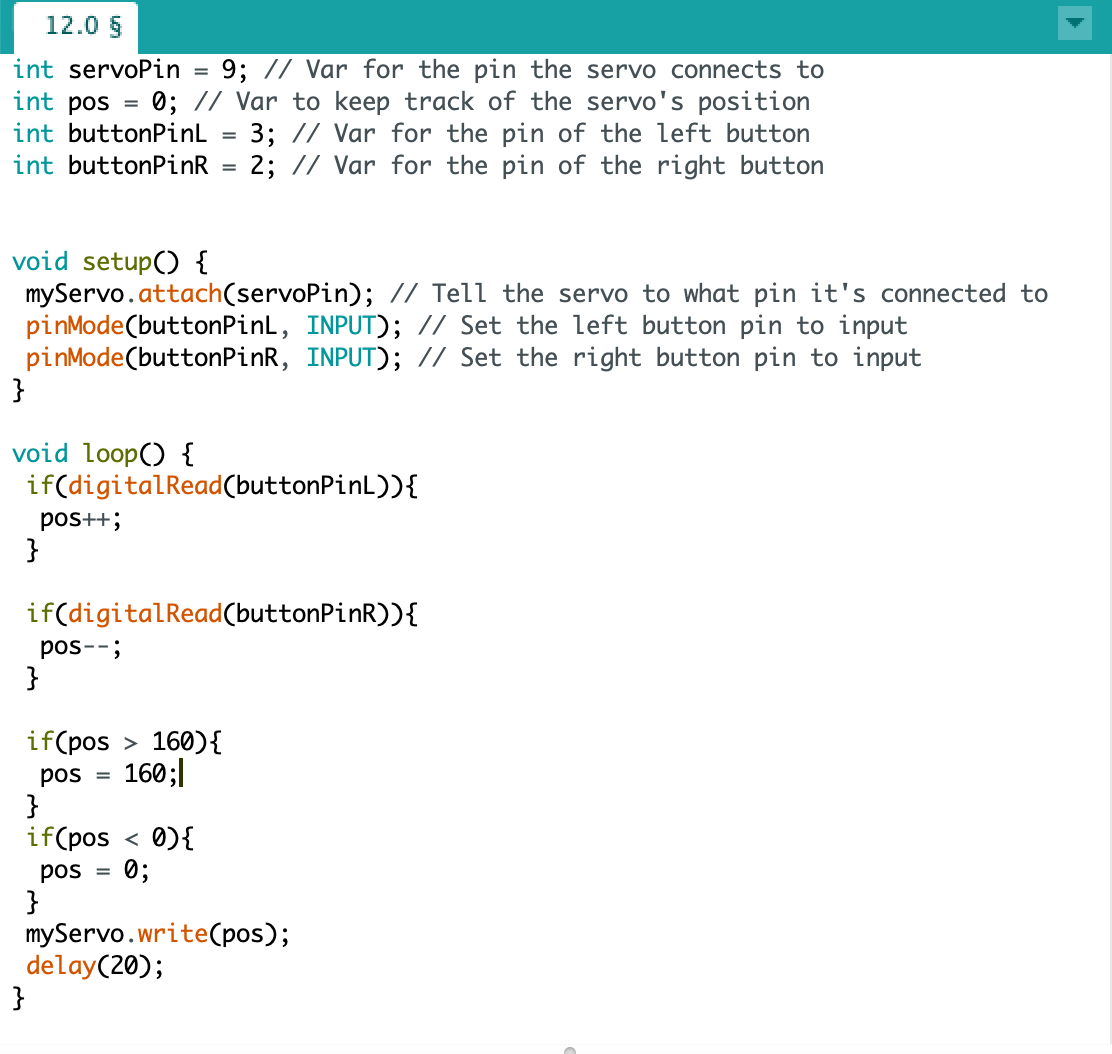 12.0 §
int servoPin = 9; // Var for the pin the servo connects to
int pos = 0; // Var to keep track of the servo's position
int buttonPinL = 3; // Var for the pin of the left button
int buttonPinR = 2; // Var for the pin of the right button
void setup() {
myServo.attach(servoPin); // Tell the servo to what pin it's connected to
pinMode(buttonPinL, INPUT); // Set the left button pin to input
pinMode(buttonPinR, INPUT); // Set the right button pin to input
}
void loop() {
if(digitalRead(buttonPinL)){
pos++;
}
if(digitalRead(buttonPinR)){
pos--;
}
if(pos > 160){
pos = 160;
}
if(pos < 0){
pos = 0;
}
myServo.write(pos);
delay(20);
}